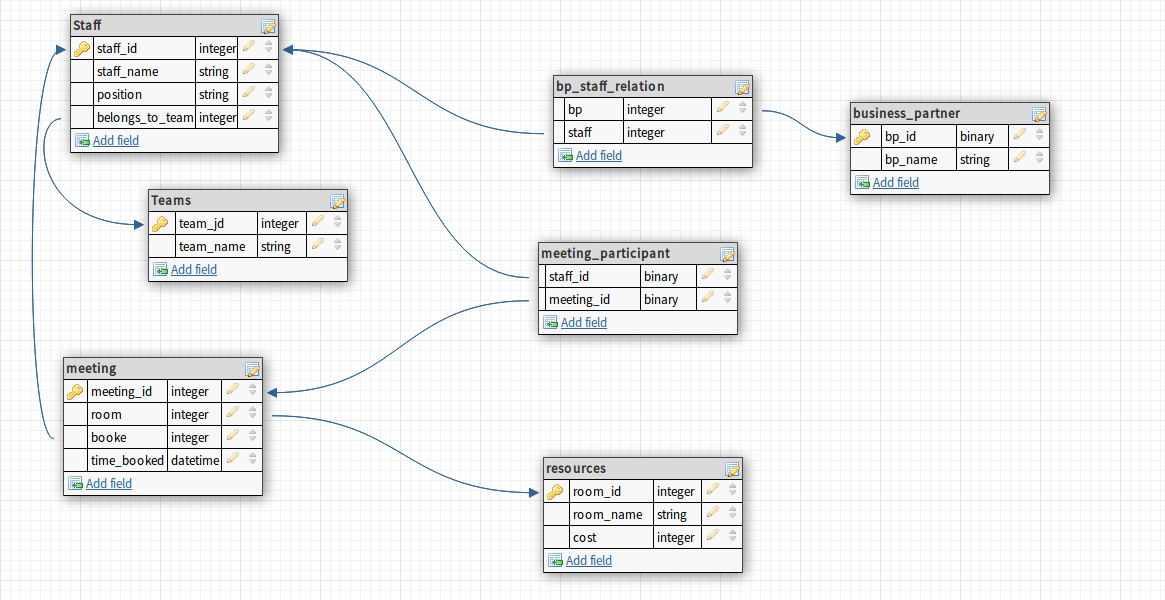 Staff
staff_id integer
staff_name string
position string
belongs_to_team integer
Add field
bp_staff_relation
bp integer
staff integer
Add field
business_partner
bp_id binary
bp_name string
Add field
Teams
team_jd integer
team_name string
Add field
meeting_participant
staff_id binary
meeting_id binary
Add field
meeting
meeting_id integer
room integer
booke integer
time_booked datetime
Add field
resources
room_id integer
room_name string
cost integer
Add field